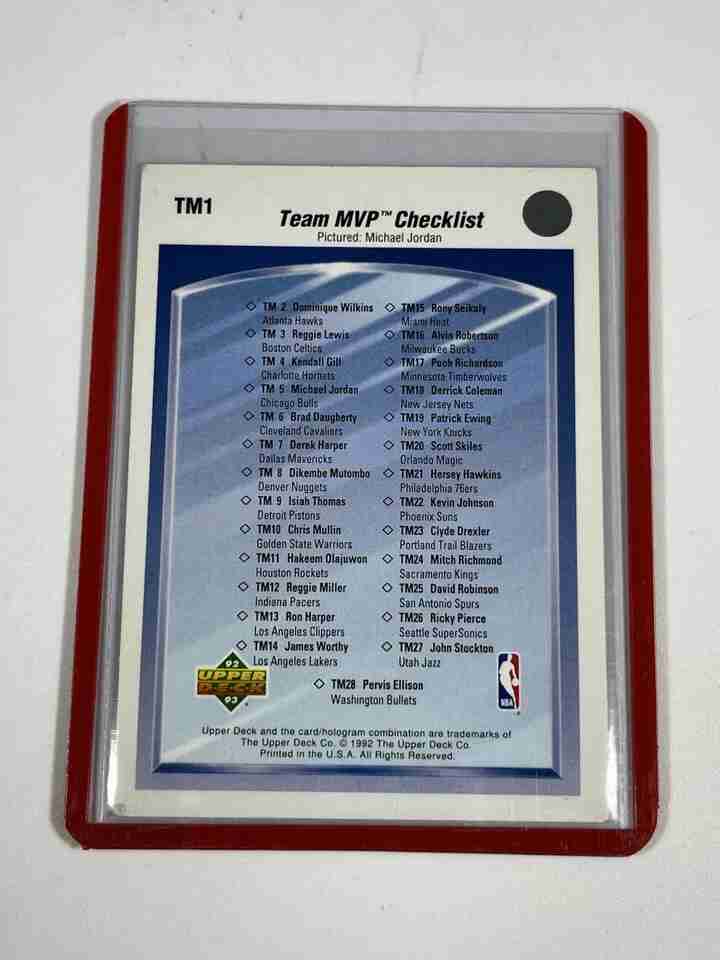 TM1
Team MVP™ Checklist
Pictured: Michael Jordan
TM 2 Dominique Wilkins
Atlanta Hawks
TM 3 Reggie Lewis
Boston Celtics
TM 4 Kendall Gill
Charlotte Hornets
TM 5 Michael Jordan
Chicago Bulls
TM 6 Brad Daugherty
Cleveland Cavaliers
TM 7 Derek Harper
Dallas Mavericks
TM 8 Dikembe Mutombo
Denver Nuggets
TM 9 Isiah Thomas
Detroit Pistons
TM10 Chris Mullin
Golden State Warriors
TM11 Hakeem Olajuwon
Houston Rockets
TM12 Reggie Miller
Indiana Pacers
TM13 Ron Harper
Los Angeles Clippers
TM14 James Worthy
Los Angeles Lakers
TM15 Rony Seikaly
Miami Heat
TM16 Alvin Robertson
Milwaukee Bucks
TM17 Pooh Richardson
Minnesota Timberwolves
TM18 Derrick Coleman
New Jersey Nets
TM19 Patrick Ewing
New York Knicks
TM20 Scott Skiles
Orlando Magic
TM21 Hersey Hawkins
Philadelphia 76ers
TM22 Kevin Johnson
Phoenix Suns
TM23 Clyde Drexler
Portland Trail Blazers
TM24 Mitch Richmond
Sacramento Kings
TM25 David Robinson
San Antonio Spurs
TM26 Ricky Pierce
Seattle SuperSonics
TM27 John Stockton
Utah Jazz
TM28 Pervis Ellison
Washington Bullets
92
UPPER
DECK
93
NBA
Upper Deck and the card/hologram combination are trademarks of
The Upper Deck Co. © 1992 The Upper Deck Co.
Printed in the U.S.A. All Rights Reserved.